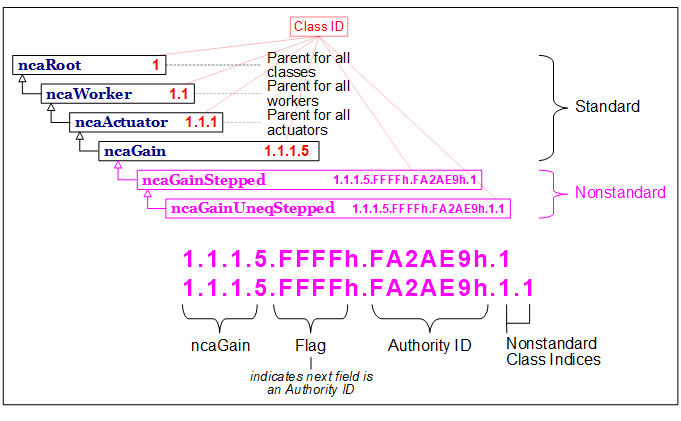 Class ID
ncaRoot 1
Parent for all
classes
ncaWorker 1.1
Parent for all
workers
ncaActuator 1.1.1
Parent for all
actuators
ncaGain 1.1.1.5
Standard
ncaGainStepped 1.1.1.5.FFFFh.FA2AE9h.1
ncaGainUneqStepped 1.1.1.5.FFFFh.FA2AE9h.1.1
Nonstandard
1.1.1.5.FFFFh.FA2AE9h.1
1.1.1.5.FFFFh.FA2AE9h.1.1
ncaGain
Flag
Authority ID
Nonstandard
Class Indices
indicates next field is
an Authority ID